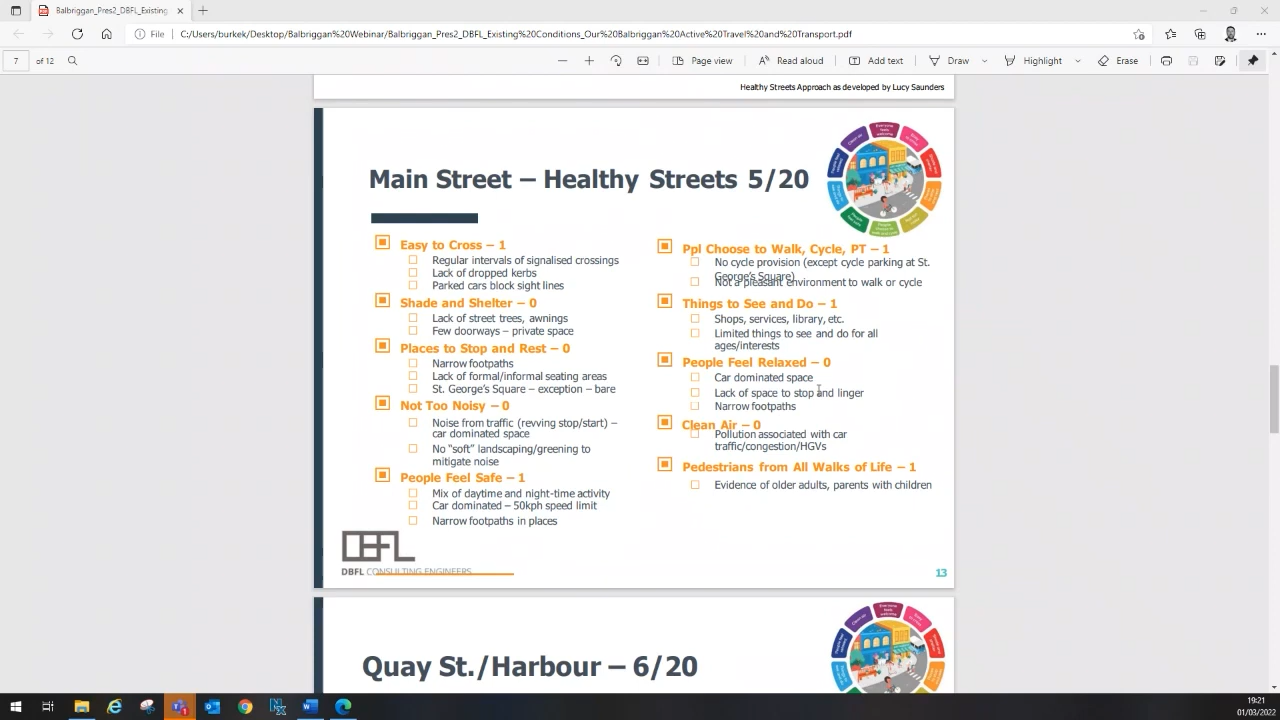 Balbriggan_Pres2_DBFL_Existing
File
C:/Users/burkek/Desktop/Balbriggan%20Webinar/Balbriggan_Pres2_DBFL_Existing%20Conditions_Our%20Balbriggan%20Active%20Travel%20and%20Transport.pdf
7 of 12
Page view
Read aloud
Add text
Draw
Highlight
Erase
Healthy Streets Approach as developed by Lucy Saunders
Main Street – Healthy Streets 5/20
Easy to Cross – 1
Regular intervals of signalised crossings
Lack of dropped kerbs
Parked cars block sight lines
Shade and Shelter – 0
Lack of street trees, awnings
Few doorways – private space
Places to Stop and Rest – 0
Narrow footpaths
Lack of formal/informal seating areas
St. George's Square – exception – bare
Not Too Noisy – 0
Noise from traffic (revving stop/start) –
car dominated space
No “soft” landscaping/greening to
mitigate noise
People Feel Safe – 1
Mix of daytime and night-time activity
Car dominated – 50kph speed limit
Narrow footpaths in places
Ppl Choose to Walk, Cycle, PT – 1
No cycle provision (except cycle parking at St.
George's Square)
Not a pleasant environment to walk or cycle
Things to See and Do – 1
Shops, services, library, etc.
Limited things to see and do for all
ages/interests
People Feel Relaxed – 0
Car dominated space
Lack of space to stop and linger
Narrow footpaths
Clean Air – 0
Pollution associated with car
traffic/congestion/HGVs
Pedestrians from All Walks of Life – 1
Evidence of older adults, parents with children
DBFL
DBFL CONSULTING ENGINEERS
13
Quay St./Harbour – 6/20
19:21
01/03/2022